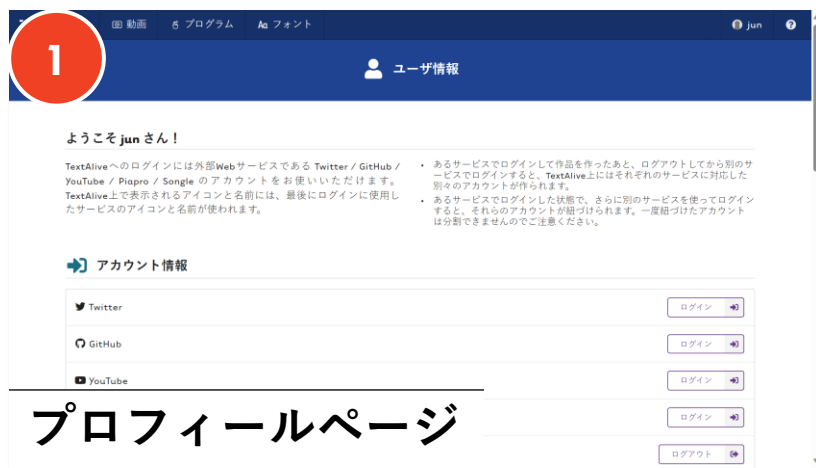 動画 プログラム Aa フォント jun
1
ユーザ情報
ようこそ jun さん！
TextAliveへのログインには外部Webサービスである Twitter / GitHub /
YouTube / Piapro / Songle のアカウントをお使いいただけます。
TextAlive上で表示されるアイコンと名前には、最後にログインに使用し
たサービスのアイコンと名前が使われます。
・ あるサービスでログインして作品を作ったあと、ログアウトしてから別のサ
ービスでログインすると、TextAlive上にはそれぞれのサービスに対応した
別々のアカウントが作られます。
・ あるサービスでログインした状態で、さらに別のサービスを使ってログイン
すると、それらのアカウントが紐づけられます。一度紐づけたアカウント
は分割できませんのでご注意ください。
アカウント情報
Twitter ログイン
GitHub ログイン
YouTube ログイン
ログイン
ログアウト
プロフィールページ